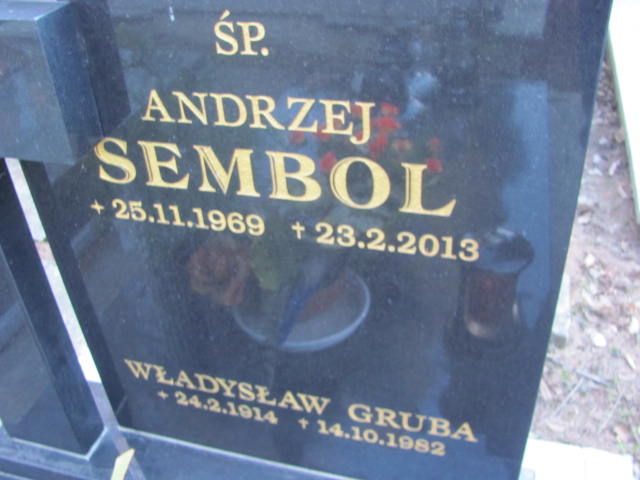 ŚP.
ANDRZEJ
SEMBOL
+ 25.11.1969 + 23.2.2013
WŁADYSŁAW GRUBA
+ 24.2.1914 + 14.10.1982